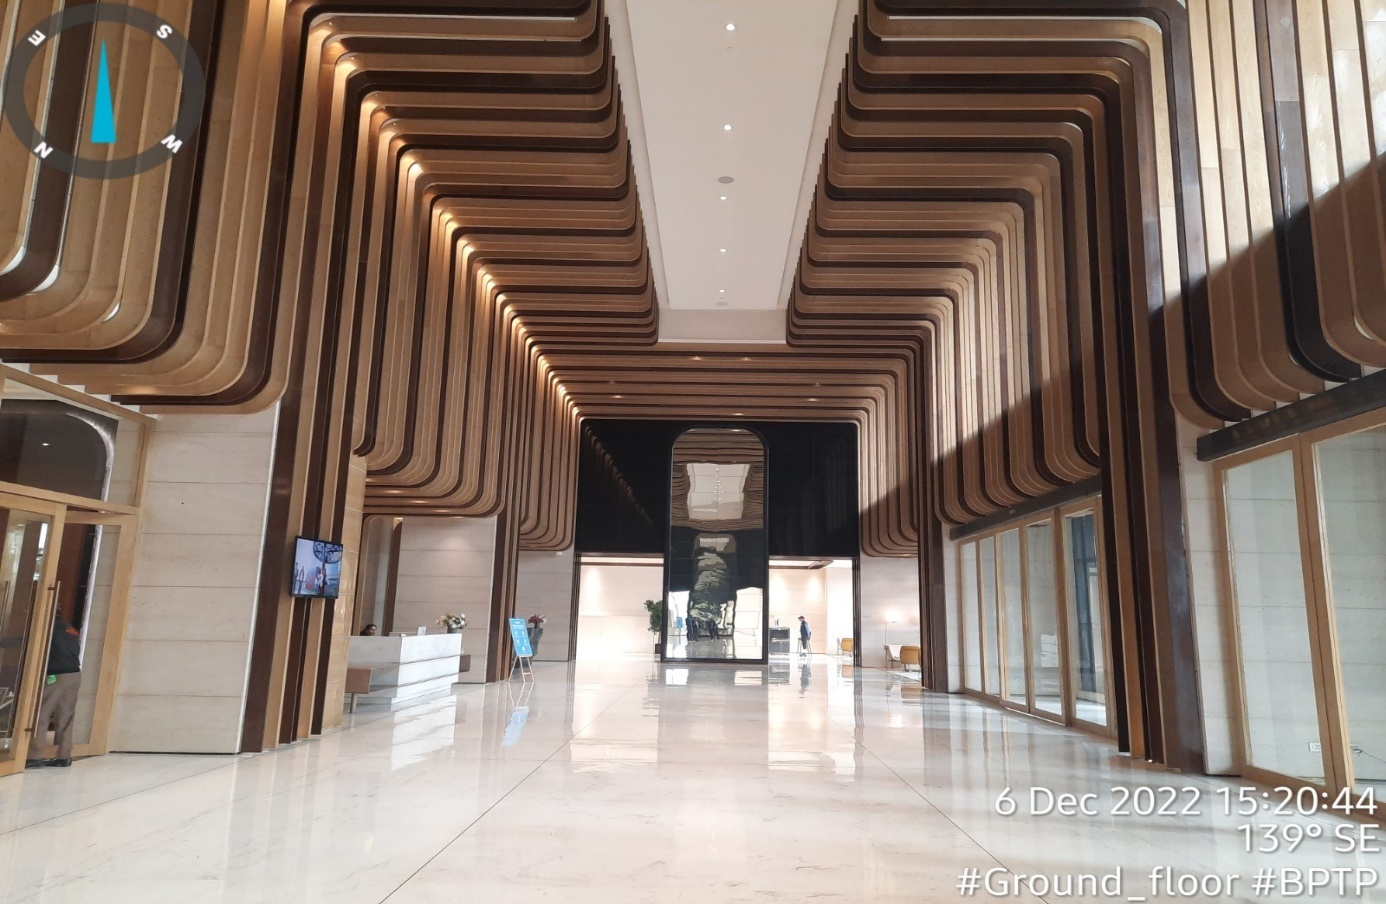 S
E
W
N
6 Dec 2022 15:20:44
139° SE
#Ground_floor #BPTP